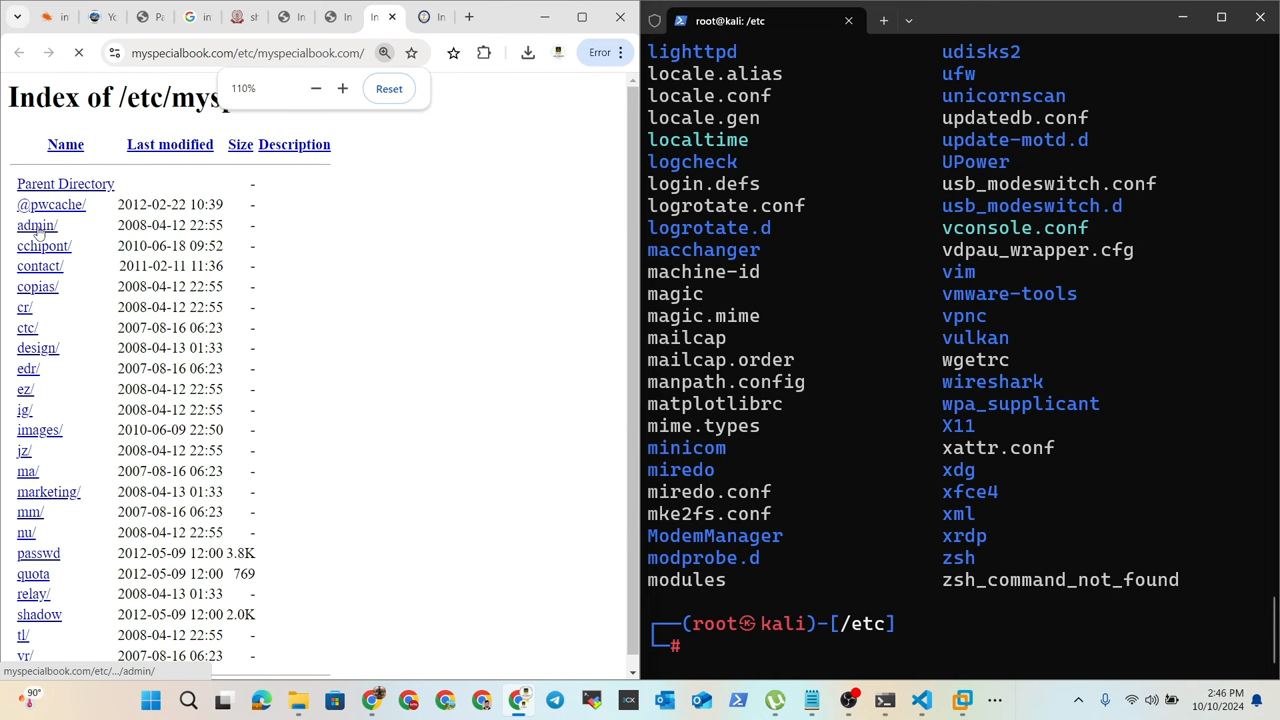 In
Yc
Pa
G
st
In
In
In
In
myspecialbook.com/etc/myspecialbook.com/
Error
110%
Reset
Index of /etc/mys
Name Last modified Size Description
Parent Directory -
@pwcache/ 2012-02-22 10:39 -
admin/ 2008-04-12 22:55 -
cchipont/ 2010-06-18 09:52 -
contact/ 2011-02-11 11:36 -
copias/ 2008-04-12 22:55 -
cr/ 2008-04-12 22:55 -
ctc/ 2007-08-16 06:23 -
design/ 2008-04-13 01:33 -
edr/ 2007-08-16 06:23 -
ez/ 2008-04-12 22:55 -
ig/ 2008-04-12 22:55 -
images/ 2010-06-09 22:50 -
jz/ 2008-04-12 22:55 -
ma/ 2007-08-16 06:23 -
marketing/ 2008-04-13 01:33 -
mm/ 2007-08-16 06:23 -
nu/ 2008-04-12 22:55 -
passwd 2012-05-09 12:00 3.8K
quota 2012-05-09 12:00 769
relay/ 2008-04-13 01:33 -
shadow 2012-05-09 12:00 2.0K
tl/ 2008-04-12 22:55 -
vr/ 2007-08-16 06:23 -
myspecialbook.com/etc/.../admin/
root@kali: /etc
lighttpd udisks2
locale.alias ufw
locale.conf unicornscan
locale.gen updatedb.conf
localtime update-motd.d
logcheck UPower
login.defs usb_modeswitch.conf
logrotate.conf usb_modeswitch.d
logrotate.d vconsole.conf
macchanger vdpau_wrapper.cfg
machine-id vim
magic vmware-tools
magic.mime vpnc
mailcap vulkan
mailcap.order wgetrc
manpath.config wireshark
matplotlibrc wpa_supplicant
mime.types X11
minicom xattr.conf
miredo xdg
miredo.conf xfce4
mke2fs.conf xml
ModemManager xrdp
modprobe.d zsh
modules zsh_command_not_found
(root㉿kali)-[/etc]
#
90°
2:46 PM
10/10/2024